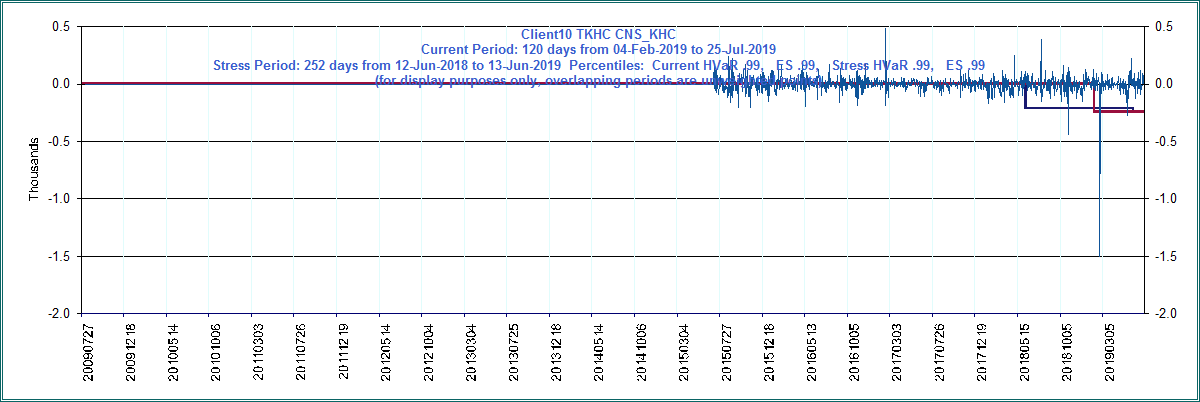 Client10 TKHC CNS_KHC
Current Period: 120 days from 04-Feb-2019 to 25-Jul-2019
Stress Period: 252 days from 12-Jun-2018 to 13-Jun-2019 Percentiles: Current HVaR .99, ES .99, Stress HVaR .99, ES .99
(for display purposes only, overlapping periods are
0.5 0.5
0.0 0.0
-0.5 -0.5
-1.0 -1.0
-1.5 -1.5
-2.0 -2.0
Thousands
20090727 20091218 20100514 20101006 20110303 20110726 20111219 20120514 20121004 20130304 20130725 20131218 20140514 20141006 20150304 20150727 20151218 20160513 20161005 20170303 20170726 20171219 20180515 20181005 20190305